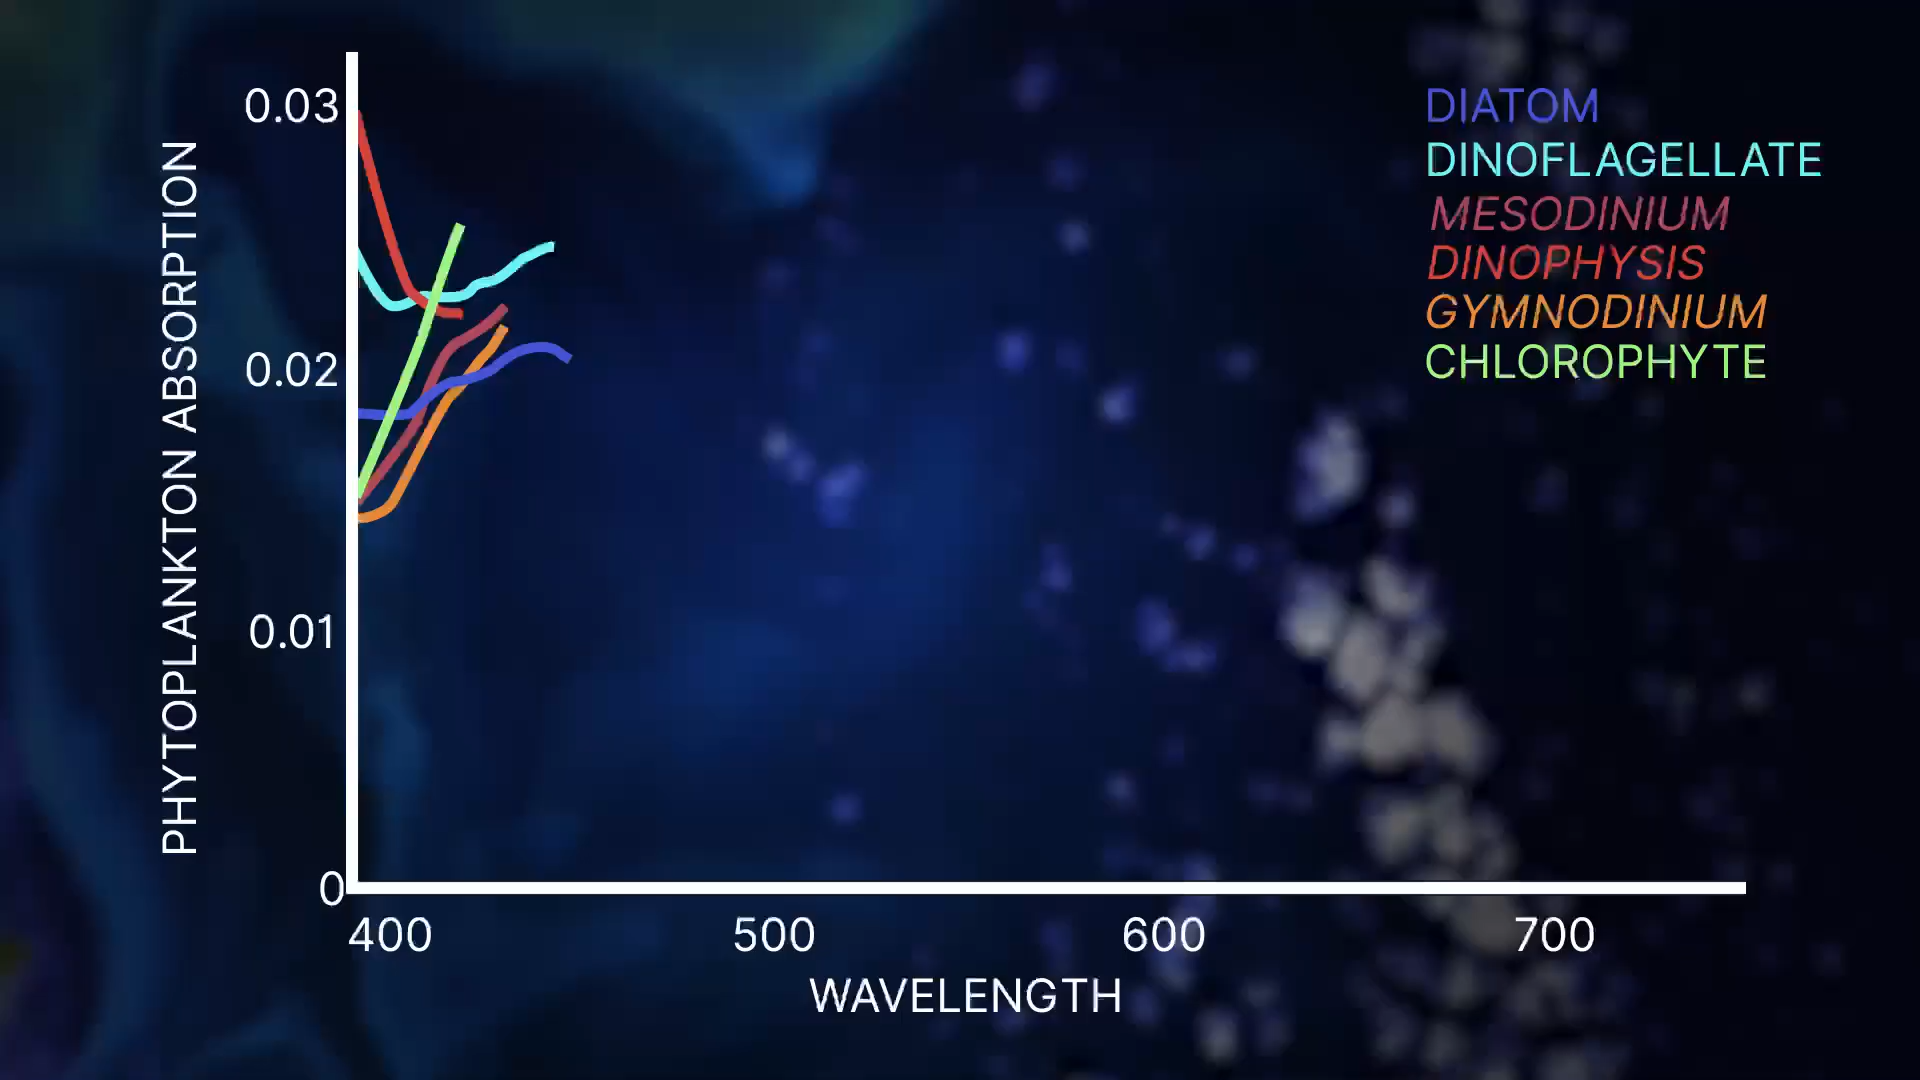 0.03
0.02
0.01
0
PHYTOPLANKTON ABSORPTION
400 500 600 700
WAVELENGTH
DIATOM
DINOFLAGELLATE
MESODINIUM
DINOPHYSIS
GYMNODINIUM
CHLOROPHYTE